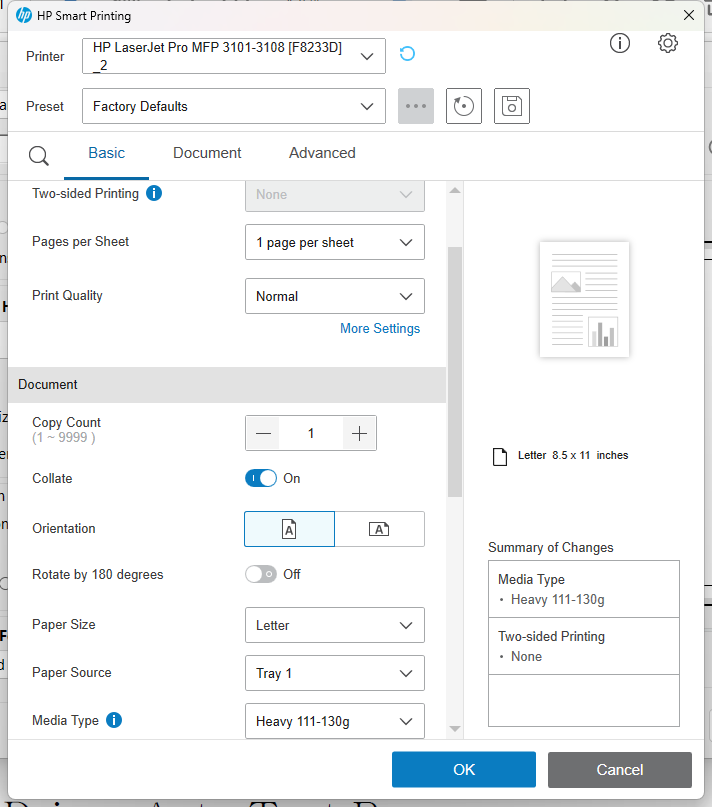 HP Smart Printing
Printer
HP LaserJet Pro MFP 3101-3108 [F8233D]
_2
Preset
Factory Defaults
Basic
Document
Advanced
Two-sided Printing
None
Pages per Sheet
1 page per sheet
Print Quality
Normal
More Settings
Document
Copy Count
(1 ~ 9999 )
1
Collate
On
Orientation
Rotate by 180 degrees
Off
Paper Size
Letter
Paper Source
Tray 1
Media Type
Heavy 111-130g
Letter 8.5 x 11 inches
Summary of Changes
Media Type
• Heavy 111-130g
Two-sided Printing
• None
OK
Cancel